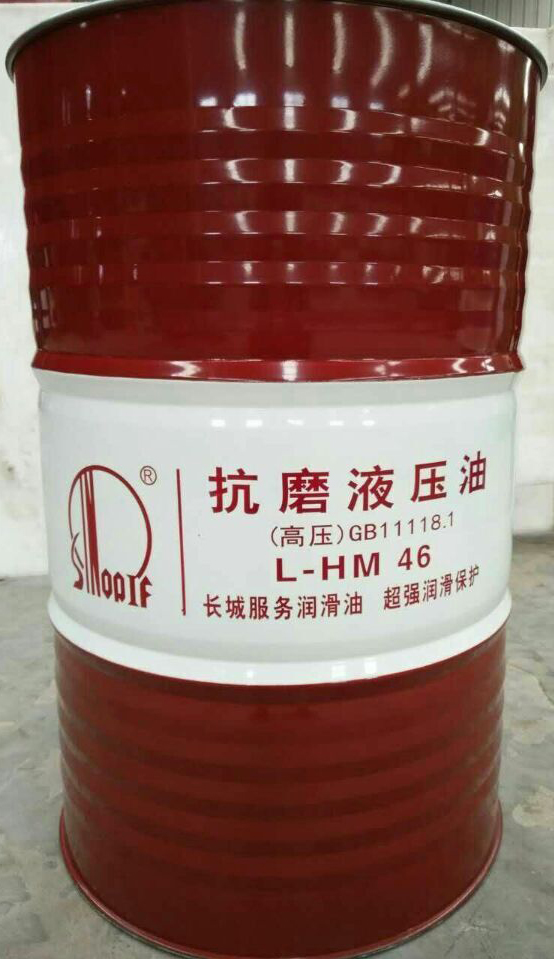 SINOPIF ®
抗磨液压油
(高压)GB11118.1
L-HM 46
长城服务润滑油 超强润滑保护